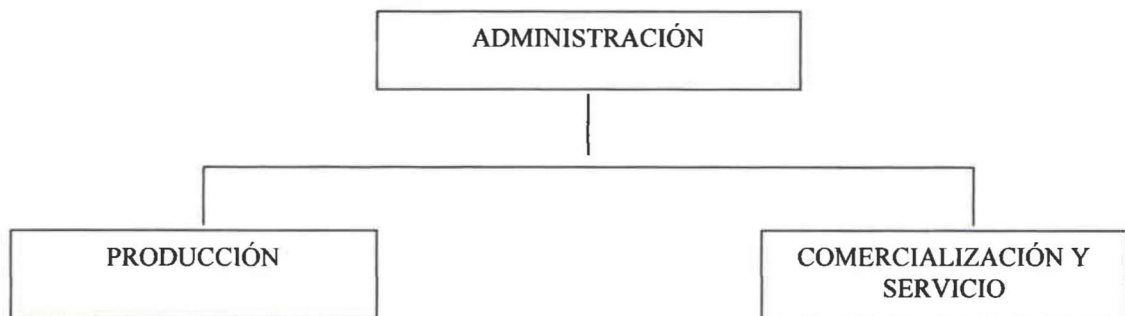 ADMINISTRACIÓN
PRODUCCIÓN
COMERCIALIZACIÓN Y
SERVICIO